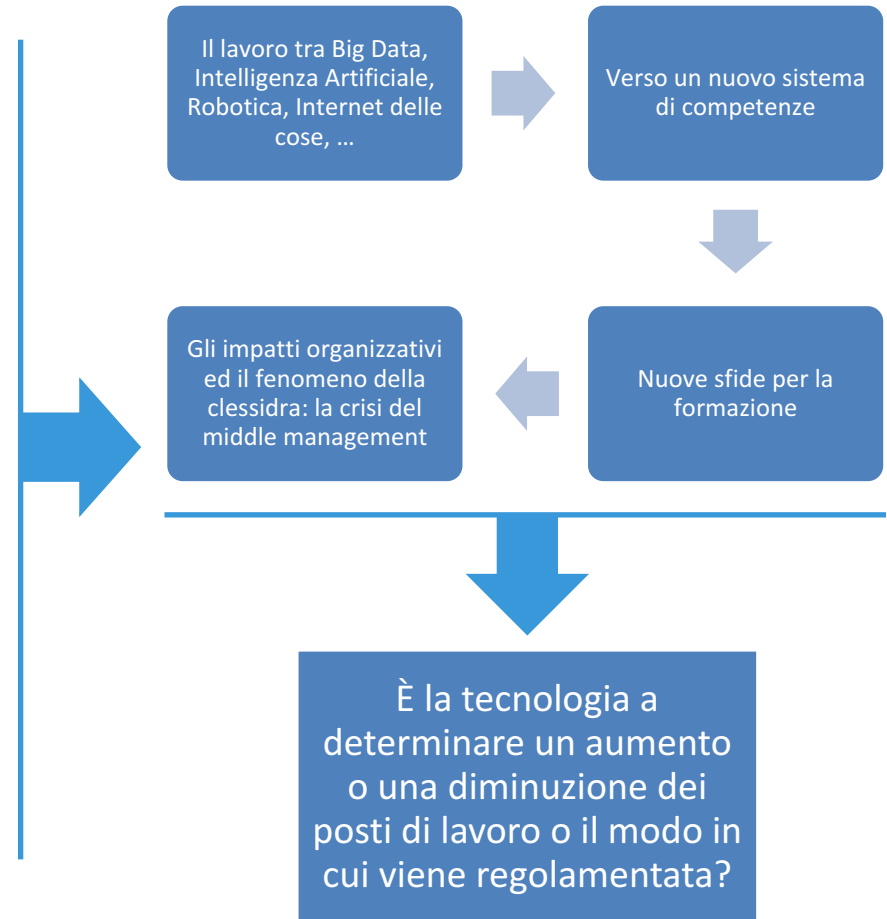 Il lavoro tra Big Data,
Intelligenza Artificiale,
Robotica, Internet delle
cose, …
Verso un nuovo sistema
di competenze
Nuove sfide per la
formazione
Gli impatti organizzativi
ed il fenomeno della
clessidra: la crisi del
middle management
È la tecnologia a
determinare un aumento
o una diminuzione dei
posti di lavoro o il modo in
cui viene regolamentata?